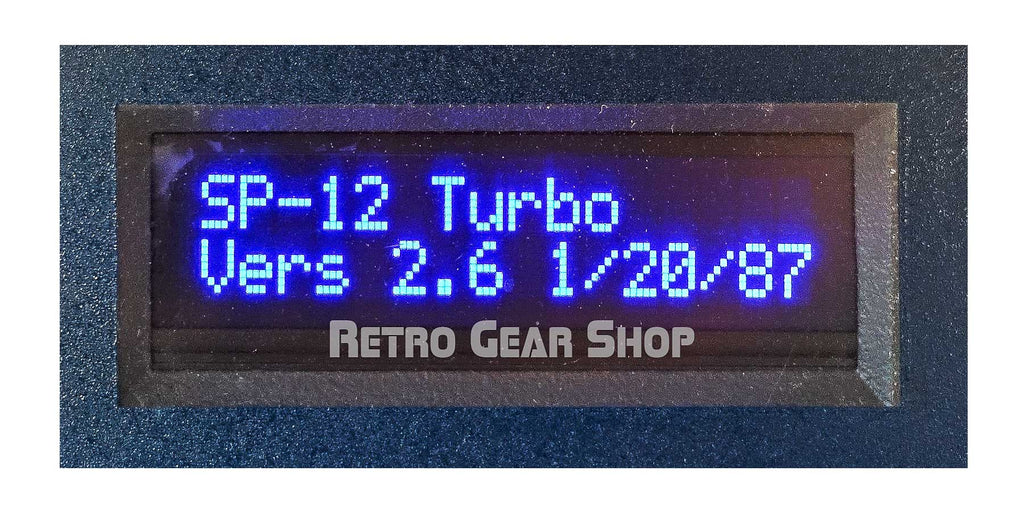 SP-12 Turbo
Vers 2.6 1/20/87
RETRO GEAR SHOP